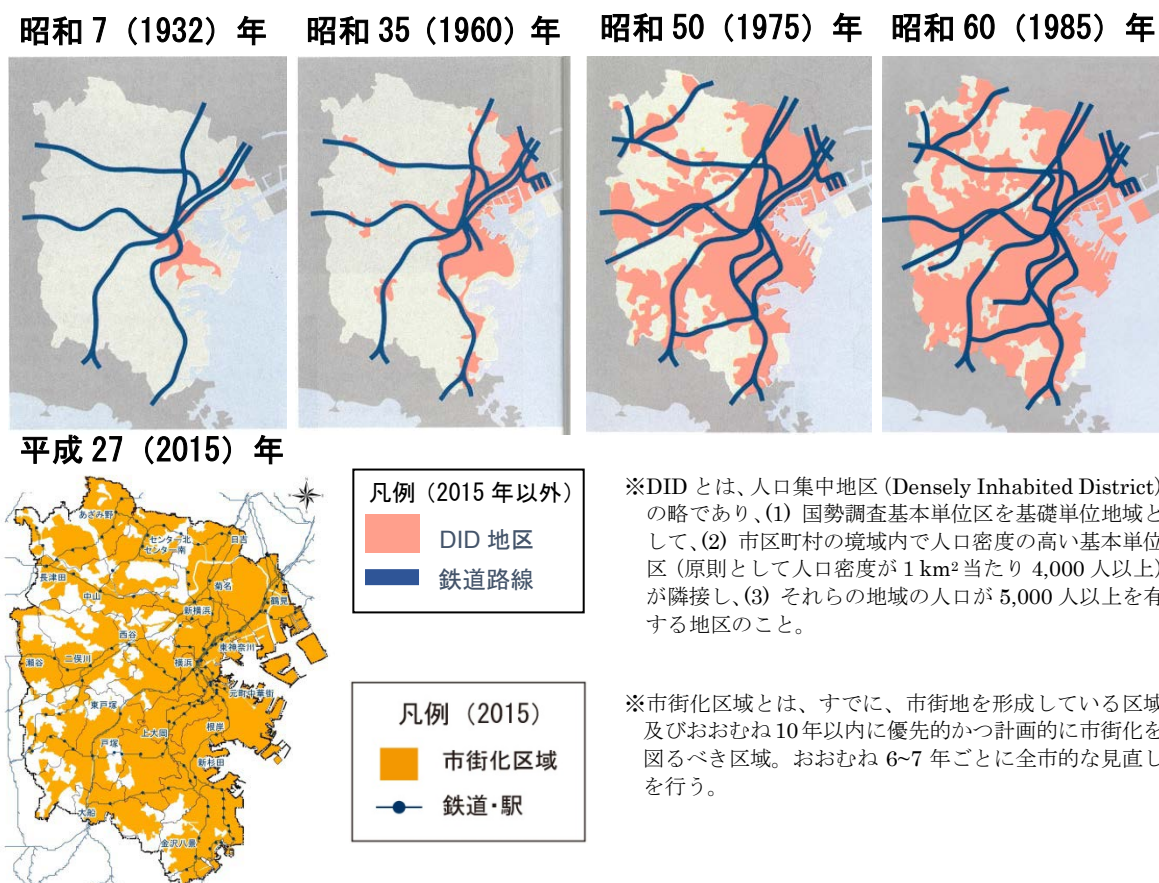 昭和 7（1932）年
昭和 35（1960）年
昭和 50（1975）年
昭和 60（1985）年
平成 27（2015）年
あざみ野
センター北
センター南
日吉
長津田
中山
菊名
新横浜
鶴見
西谷
東神奈川
瀬谷
二俣川
横浜
元町中華街
東戸塚
上大岡
根岸
戸塚
新杉田
大船
金沢八景
凡例（2015 年以外）
DID 地区
鉄道路線
凡例（2015）
市街化区域
鉄道・駅
※DID とは、人口集中地区（Densely Inhabited District）
の略であり、(1) 国勢調査基本単位区を基礎単位地域と
して、(2) 市区町村の境域内で人口密度の高い基本単位
区（原則として人口密度が 1 km²当たり 4,000 人以上）
が隣接し、(3) それらの地域の人口が 5,000 人以上を有
する地区のこと。
※市街化区域とは、すでに、市街地を形成している区域
及びおおむね 10 年以内に優先的かつ計画的に市街化を
図るべき区域。おおむね 6~7 年ごとに全市的な見直し
を行う。